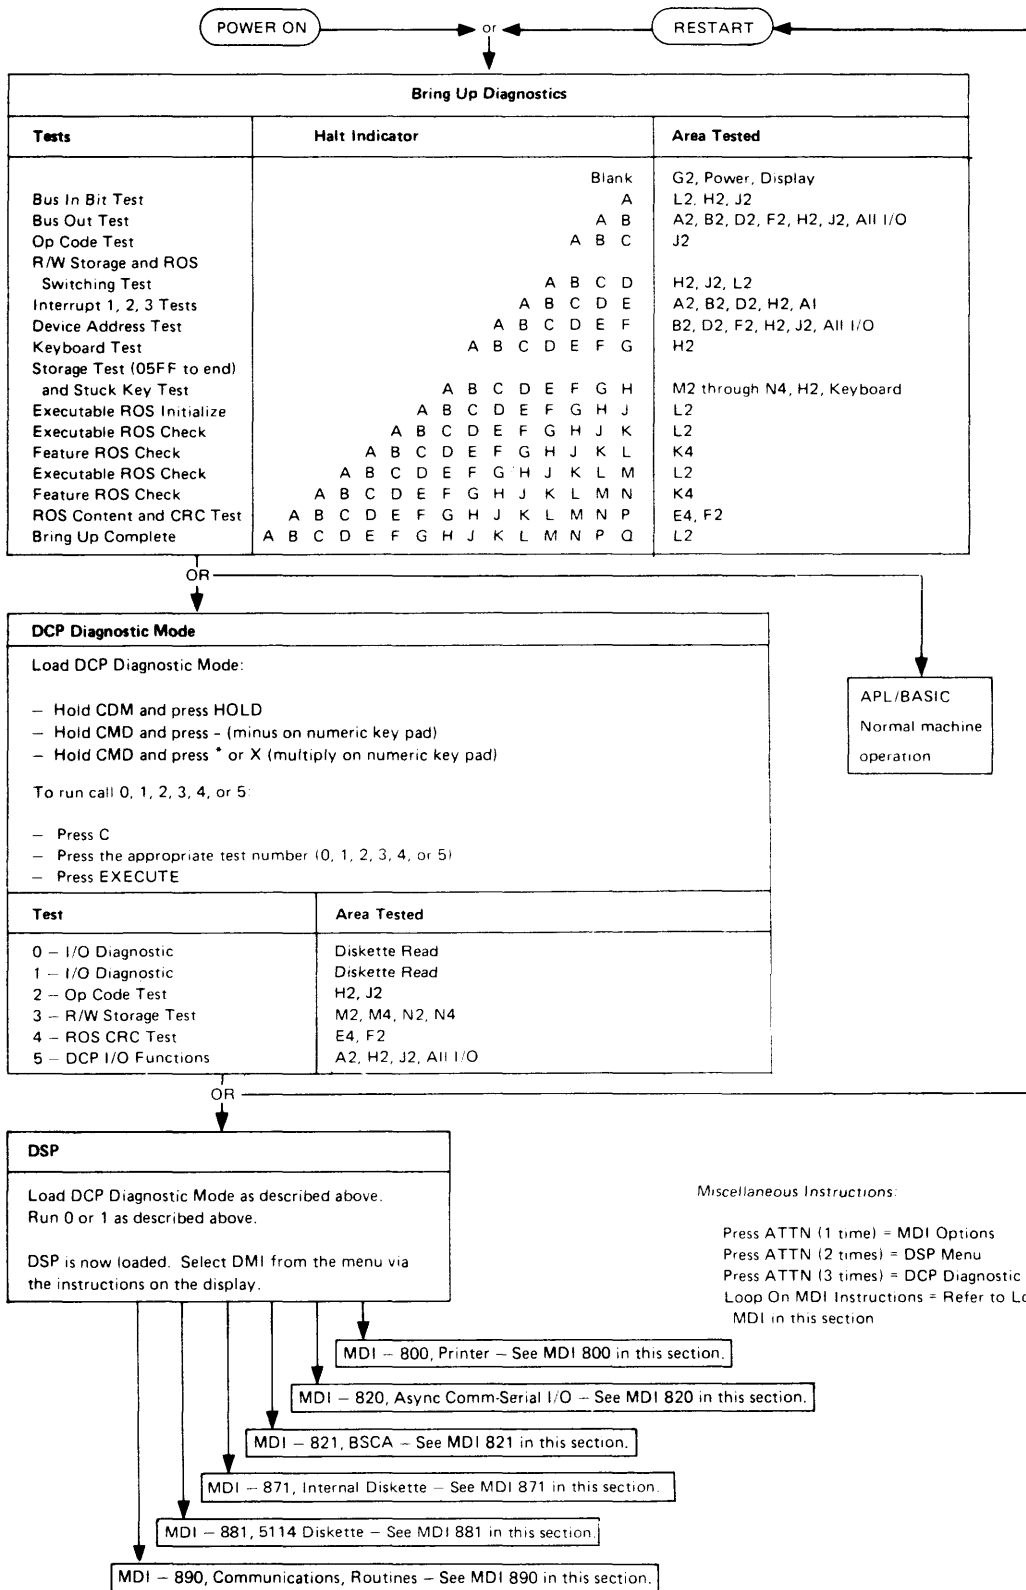 POWER ON or RESTART
Bring Up Diagnostics
Tests Halt Indicator Area Tested
Blank G2, Power, Display
Bus In Bit Test A L2, H2, J2
Bus Out Test A B A2, B2, D2, F2, H2, J2, All I/O
Op Code Test A B C J2
R/W Storage and ROS
Switching Test A B C D H2, J2, L2
Interrupt 1, 2, 3 Tests A B C D E A2, B2, D2, H2, A1
Device Address Test A B C D E F B2, D2, F2, H2, J2, All I/O
Keyboard Test A B C D E F G H2
Storage Test (05FF to end)
and Stuck Key Test A B C D E F G H M2 through N4, H2, Keyboard
Executable ROS Initialize A B C D E F G H J L2
Executable ROS Check A B C D E F G H J K L2
Feature ROS Check A B C D E F G H J K L K4
Executable ROS Check A B C D E F G H J K L M L2
Feature ROS Check A B C D E F G H J K L M N K4
ROS Content and CRC Test A B C D E F G H J K L M N P E4, F2
Bring Up Complete A B C D E F G H J K L M N P Q L2
OR
DCP Diagnostic Mode
Load DCP Diagnostic Mode:
— Hold CDM and press HOLD
— Hold CMD and press - (minus on numeric key pad)
— Hold CMD and press * or X (multiply on numeric key pad)
To run call 0, 1, 2, 3, 4, or 5:
— Press C
— Press the appropriate test number (0, 1, 2, 3, 4, or 5)
— Press EXECUTE
APL/BASIC
Normal machine
operation
Test Area Tested
0 — I/O Diagnostic Diskette Read
1 — I/O Diagnostic Diskette Read
2 — Op Code Test H2, J2
3 — R/W Storage Test M2, M4, N2, N4
4 — ROS CRC Test E4, F2
5 — DCP I/O Functions A2, H2, J2, All I/O
OR
DSP
Load DCP Diagnostic Mode as described above.
Run 0 or 1 as described above.
DSP is now loaded. Select DMI from the menu via
the instructions on the display.
Miscellaneous Instructions:
Press ATTN (1 time) = MDI Options
Press ATTN (2 times) = DSP Menu
Press ATTN (3 times) = DCP Diagnostic
Loop On MDI Instructions = Refer to Lo
MDI in this section
MDI — 800, Printer — See MDI 800 in this section.
MDI — 820, Async Comm-Serial I/O — See MDI 820 in this section.
MDI — 821, BSCA — See MDI 821 in this section.
MDI — 871, Internal Diskette — See MDI 871 in this section.
MDI — 881, 5114 Diskette — See MDI 881 in this section.
MDI — 890, Communications, Routines — See MDI 890 in this section.